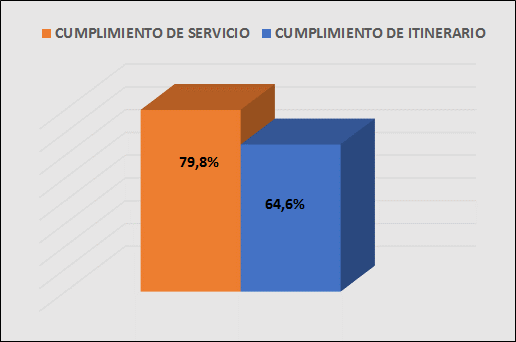 CUMPLIMIENTO DE SERVICIO CUMPLIMIENTO DE ITINERARIO
79,8%
64,6%